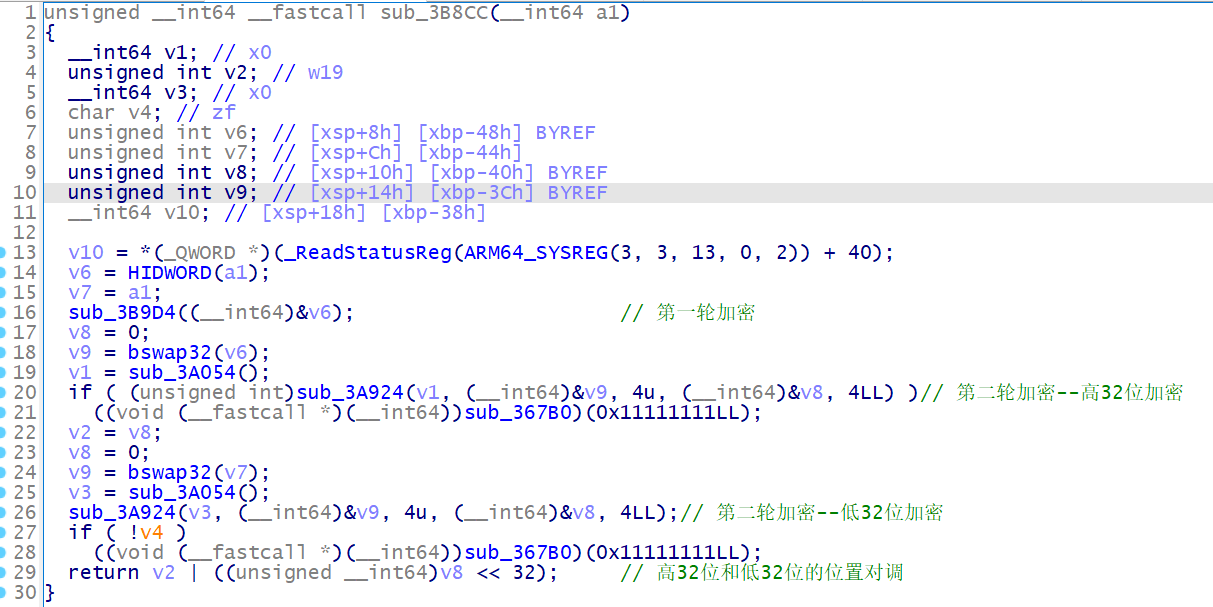 1 unsigned __int64 __fastcall sub_3B8CC(__int64 a1)
2 {
3 __int64 v1; // x0
4 unsigned int v2; // w19
5 __int64 v3; // x0
6 char v4; // zf
7 unsigned int v6; // [xsp+8h] [xbp-48h] BYREF
8 unsigned int v7; // [xsp+Ch] [xbp-44h]
9 unsigned int v8; // [xsp+10h] [xbp-40h] BYREF
10 unsigned int v9; // [xsp+14h] [xbp-3Ch] BYREF
11 __int64 v10; // [xsp+18h] [xbp-38h]
12
13 v10 = *(_QWORD *)(_ReadStatusReg(ARM64_SYSREG(3, 3, 13, 0, 2)) + 40);
14 v6 = HIDWORD(a1);
15 v7 = a1;
16 sub_3B9D4((__int64)&v6); // 第一轮加密
17 v8 = 0;
18 v9 = bswap32(v6);
19 v1 = sub_3A054();
20 if ( (unsigned int)sub_3A924(v1, (__int64)&v9, 4u, (__int64)&v8, 4LL) )// 第二轮加密--高32位加密
21 ((void (__fastcall *)(__int64))sub_367B0)(0x11111111LL);
22 v2 = v8;
23 v8 = 0;
24 v9 = bswap32(v7);
25 v3 = sub_3A054();
26 sub_3A924(v3, (__int64)&v9, 4u, (__int64)&v8, 4LL);// 第二轮加密--低32位加密
27 if ( !v4 )
28 ((void (__fastcall *)(__int64))sub_367B0)(0x11111111LL);
29 return v2 | ((unsigned __int64)v8 << 32); // 高32位和低32位的位置对调
30 }